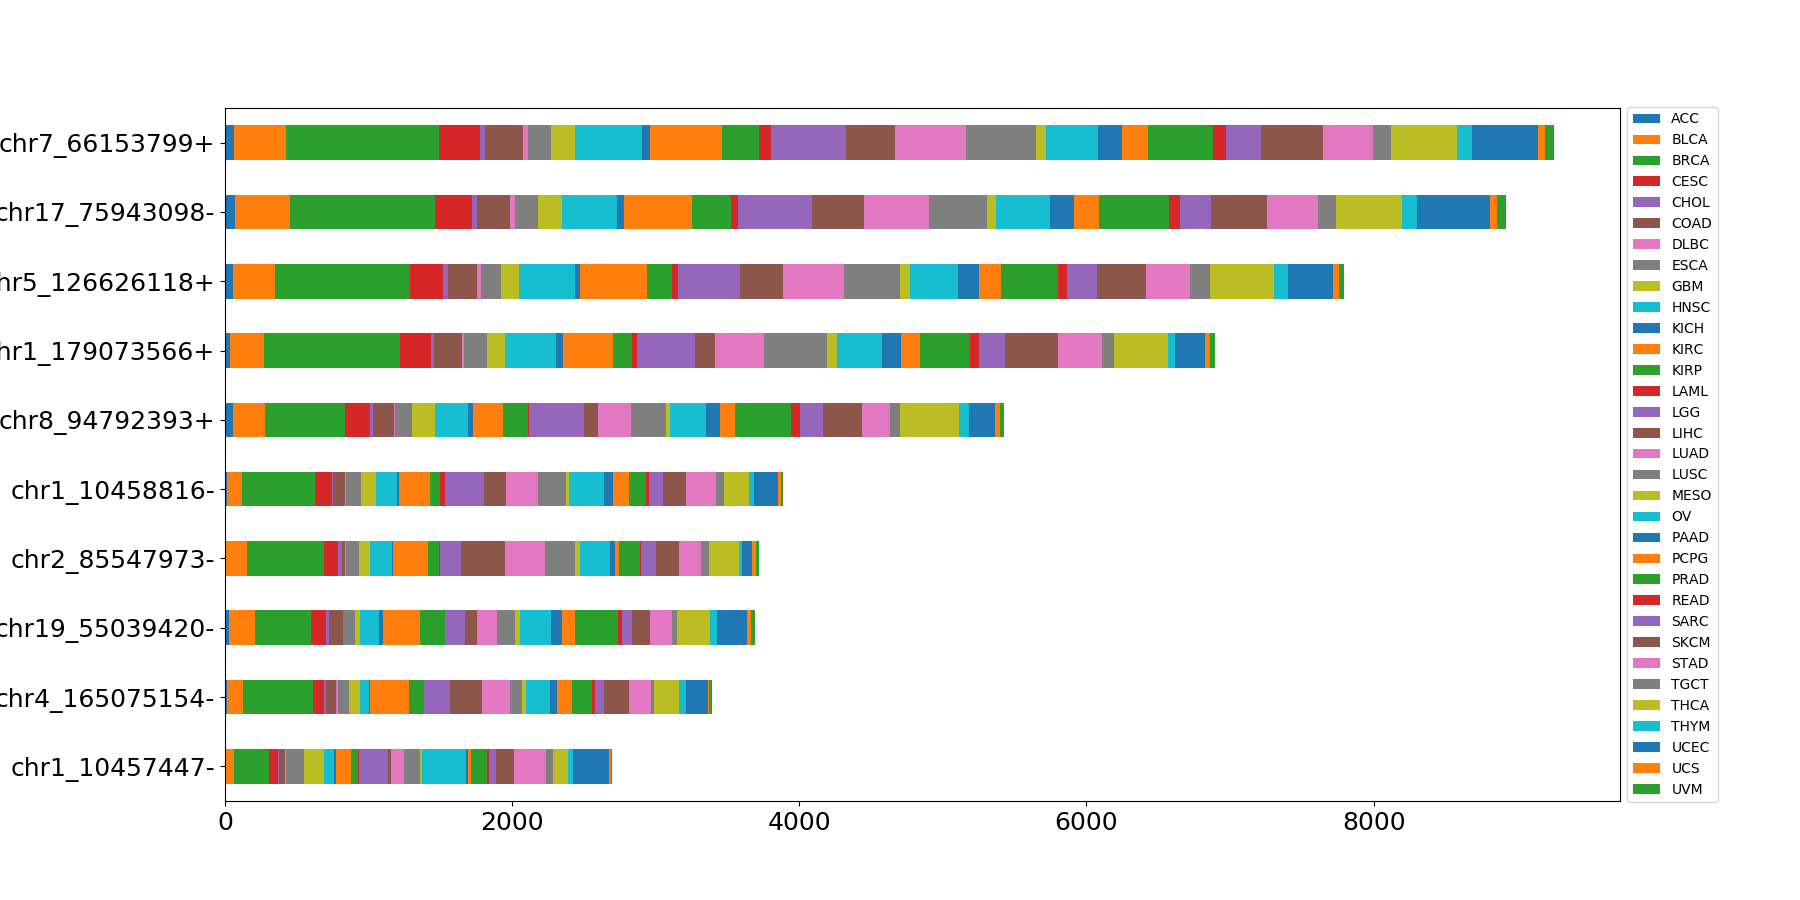 chr7_66153799+
chr17_75943098-
chr5_126626118+
chr1_179073566+
chr8_94792393+
chr1_10458816-
chr2_85547973-
chr19_55039420-
chr4_165075154-
chr1_10457447-
0 2000 4000 6000 8000
ACC
BLCA
BRCA
CESC
CHOL
COAD
DLBC
ESCA
GBM
HNSC
KICH
KIRC
KIRP
LAML
LGG
LIHC
LUAD
LUSC
MESO
OV
PAAD
PCPG
PRAD
READ
SARC
SKCM
STAD
TGCT
THCA
THYM
UCEC
UCS
UVM